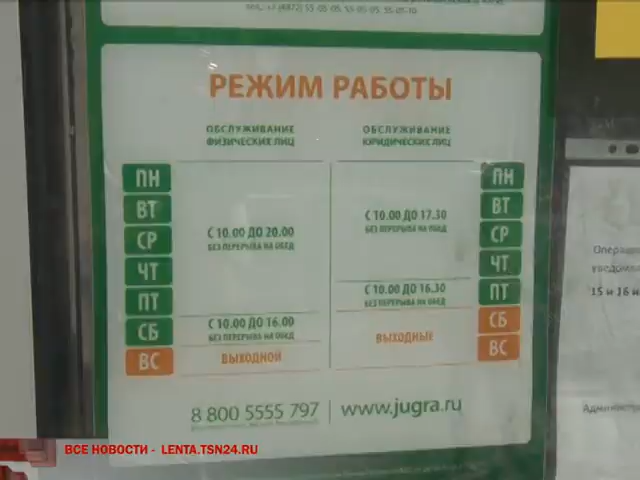 РЕЖИМ РАБОТЫ
ОБСЛУЖИВАНИЕ
ФИЗИЧЕСКИЕ ЛИЦ
ОБСЛУЖИВАНИЕ
ЮРИДИЧЕСКИЕ ЛИЦ
ПН
ВТ
СР
ЧТ
ПТ
СБ
ВС
С 10.00 ДО 20.00
БЕЗ ПЕРЕРЫВА НА ОБЕД
С 10.00 ДО 16.00
БЕЗ ПЕРЕРЫВА НА ОБЕД
ВЫХОДНОЙ
С 10.00 ДО 17.30
БЕЗ ПЕРЕРЫВА НА ОБЕД
С 10.00 ДО 16.30
БЕЗ ПЕРЕРЫВА НА ОБЕД
ВЫХОДНЫЕ
ПН
ВТ
СР
ЧТ
ПТ
СБ
ВС
8 800 5555 797 | www.jugra.ru
15 и 16 и
ВСЕ НОВОСТИ - LENTA.TSN24.RU